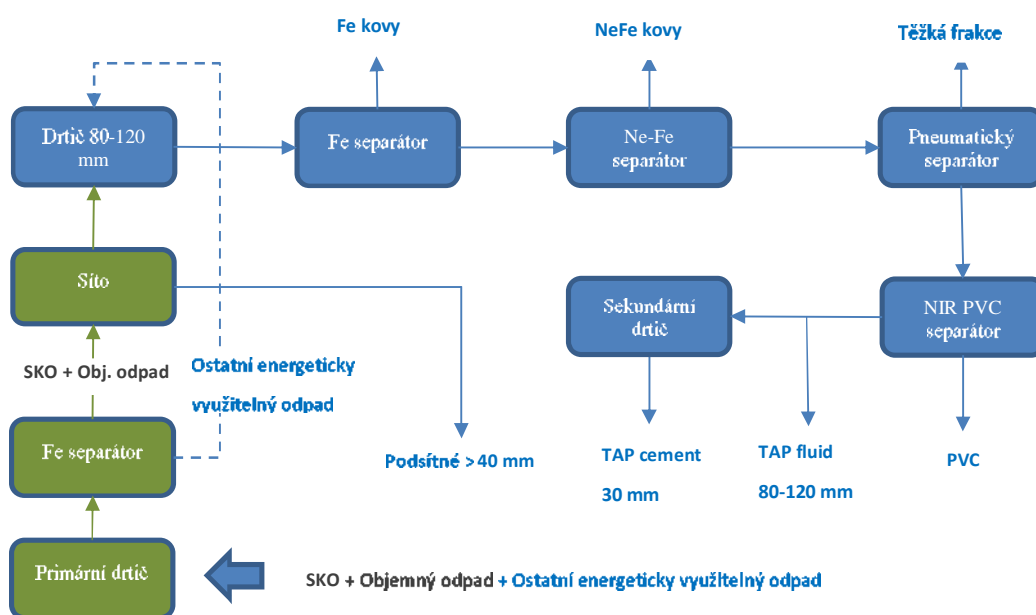 Fe kovy
NeFe kovy
Těžká frakce
Drtič 80-120
mm
Fe separátor
Ne-Fe
separátor
Pneumatický
separátor
Síto
Sekundární
drtič
NIR PVC
separátor
SKO + Obj. odpad
Ostatní energeticky
využitelný odpad
Fe separátor
Podsítné > 40 mm
TAP cement
30 mm
TAP fluid
80-120 mm
PVC
Primární drtič
SKO + Objemný odpad + Ostatní energeticky využitelný odpad